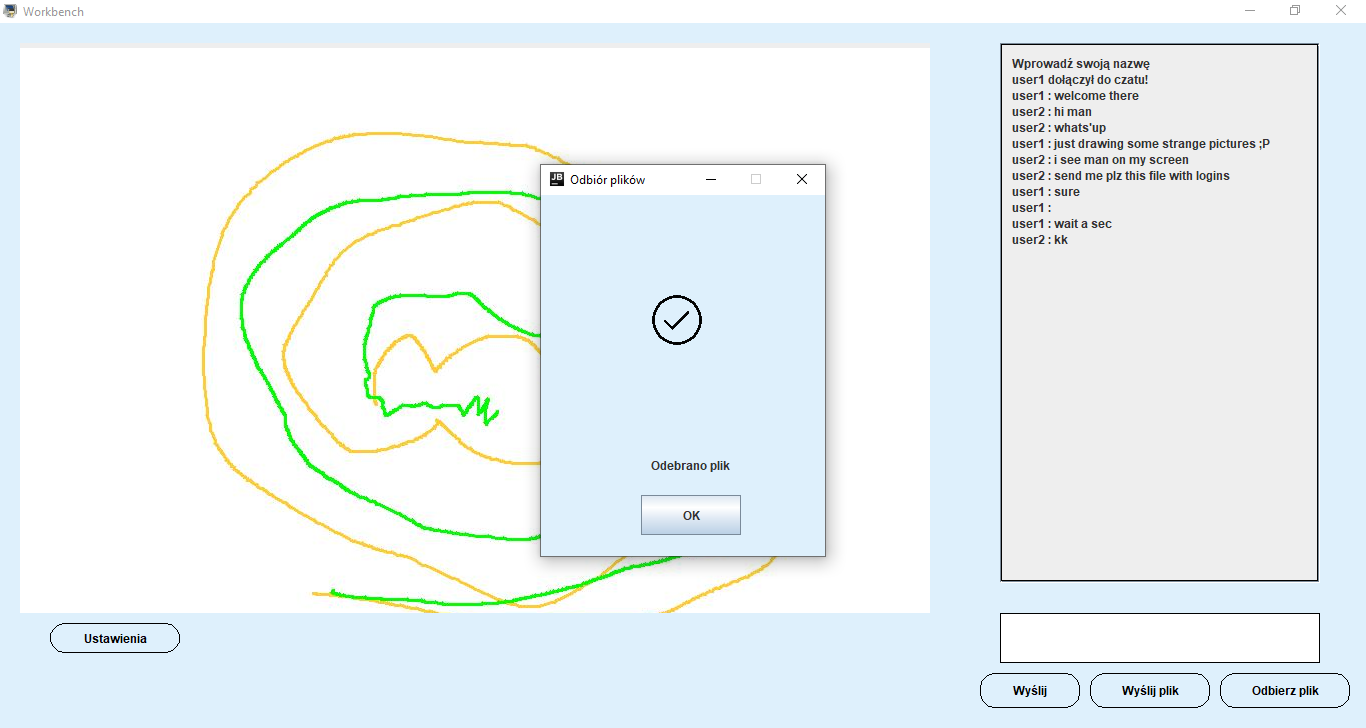 Workbench
Wprowadź swoją nazwę
user1 dołączył do czatu!
user1 : welcome there
user2 : hi man
user2 : whats'up
user1 : just drawing some strange pictures ;P
user2 : i see man on my screen
user2 : send me plz this file with logins
user1 : sure
user1 :
user1 : wait a sec
user2 : kk
JB
Odbiór plików
Odebrano plik
OK
Ustawienia
Wyślij
Wyślij plik
Odbierz plik